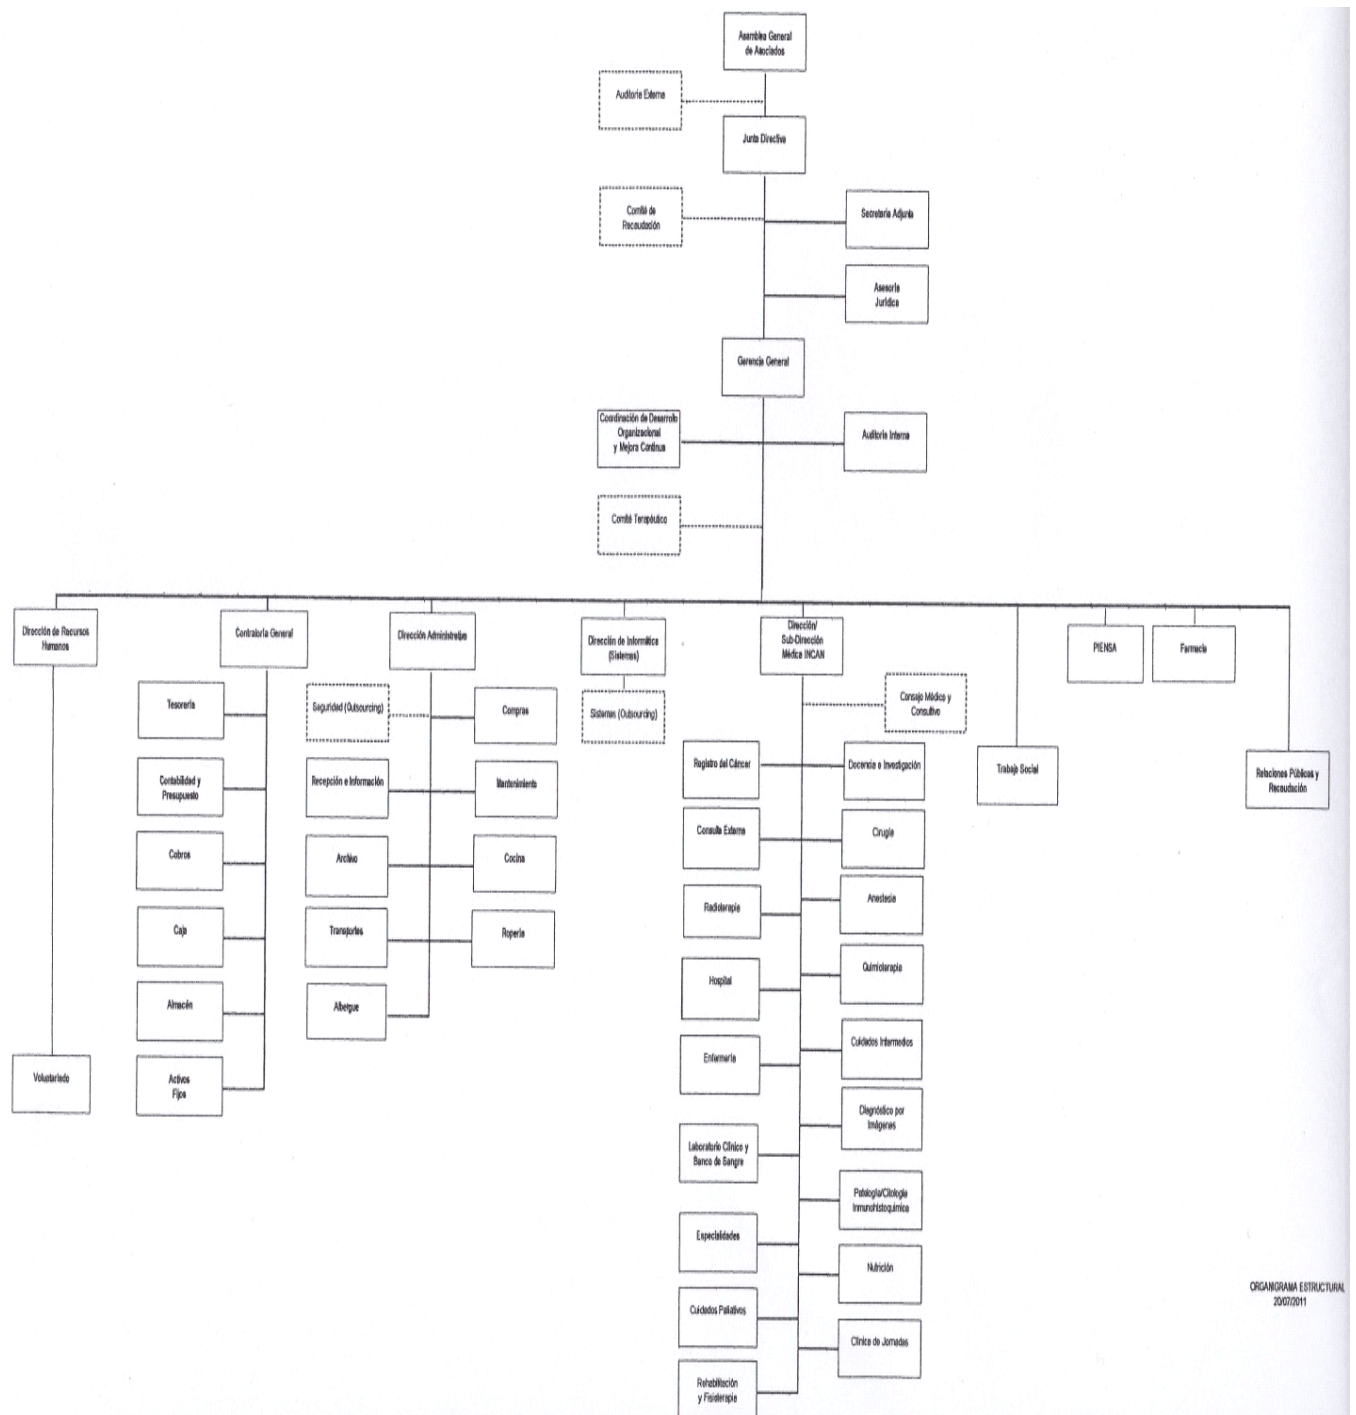 Asamblea General
de Asociados
Auditoría Externa
Junta Directiva
Comité de
Recaudación
Secretaría Adjunta
Asesoría
Jurídica
Gerencia General
Coordinación de Desarrollo
Organizacional
y Mejora Continua
Auditoría Interna
Comité Terapéutico
Dirección de Recursos
Humanos
Contraloría General
Dirección Administrativa
Dirección de Informática
(Sistemas)
Dirección/
Sub-Dirección
Médica INCAN
PIENSA
Farmacia
Tesorería
Seguridad (Outsourcing)
Compras
Sistemas (Outsourcing)
Consejo Médico y
Consultivo
Contabilidad y
Presupuesto
Recepción e Información
Mantenimiento
Registro del Cáncer
Docencia e Investigación
Trabajo Social
Relaciones Públicas y
Recaudación
Cobros
Archivo
Cocina
Consulta Externa
Cirugía
Caja
Transportes
Ropería
Radioterapia
Anestesia
Almacén
Albergue
Hospital
Quimioterapia
Voluntariado
Activos
Fijos
Enfermería
Cuidados Intermedios
Laboratorio Clínico y
Banco de Sangre
Diagnóstico por
Imágenes
Especialidades
Patología/Citología
Inmunohistoquímica
Cuidados Paliativos
Nutrición
Rehabilitación
y Fisioterapia
Clínica de Jornadas
ORGANIGRAMA ESTRUCTURAL
20/07/2011